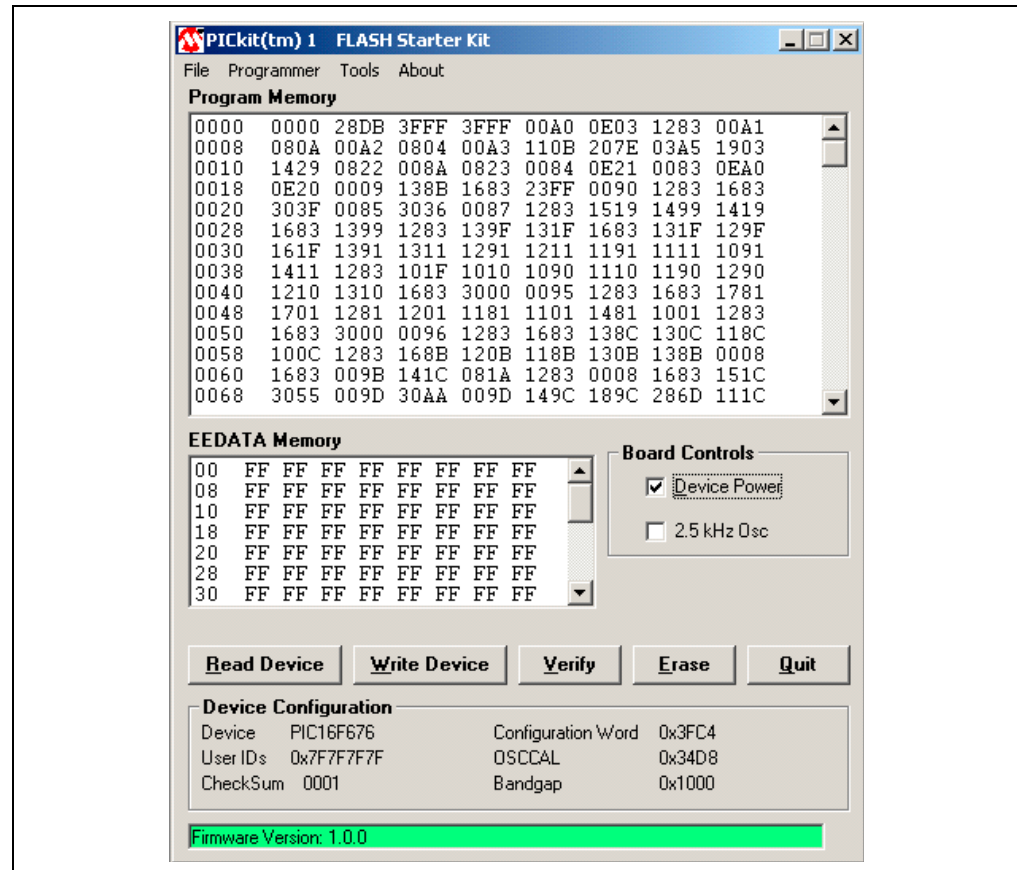 PICkit(tm) 1 FLASH Starter Kit
File Programmer Tools About
Program Memory
0000 0000 28DB 3FFF 3FFF 00A0 0E03 1283 00A1
0008 080A 00A2 0804 00A3 110B 207E 03A5 1903
0010 1429 0822 008A 0823 0084 0E21 0083 0EA0
0018 0E20 0009 138B 1683 23FF 0090 1283 1683
0020 303F 0085 3036 0087 1283 1519 1499 1419
0028 1683 1399 1283 139F 131F 1683 131F 129F
0030 161F 1391 1311 1291 1211 1191 1111 1091
0038 1411 1283 101F 1010 1090 1110 1190 1290
0040 1210 1310 1683 3000 0095 1283 1683 1781
0048 1701 1281 1201 1181 1101 1481 1001 1283
0050 1683 3000 0096 1283 1683 138C 130C 118C
0058 100C 1283 168B 120B 118B 130B 138B 0008
0060 1683 009B 141C 081A 1283 0008 1683 151C
0068 3055 009D 30AA 009D 149C 189C 286D 111C
EEDATA Memory
00 FF FF FF FF FF FF FF FF
08 FF FF FF FF FF FF FF FF
10 FF FF FF FF FF FF FF FF
18 FF FF FF FF FF FF FF FF
20 FF FF FF FF FF FF FF FF
28 FF FF FF FF FF FF FF FF
30 FF FF FF FF FF FF FF FF
Board Controls
Device Power
2.5 kHz Osc
Read Device Write Device Verify Erase Quit
Device Configuration
Device PIC16F676 Configuration Word 0x3FC4
User IDs 0x7F7F7F7F OSCCAL 0x34D8
CheckSum 0001 Bandgap 0x1000
Firmware Version: 1.0.0